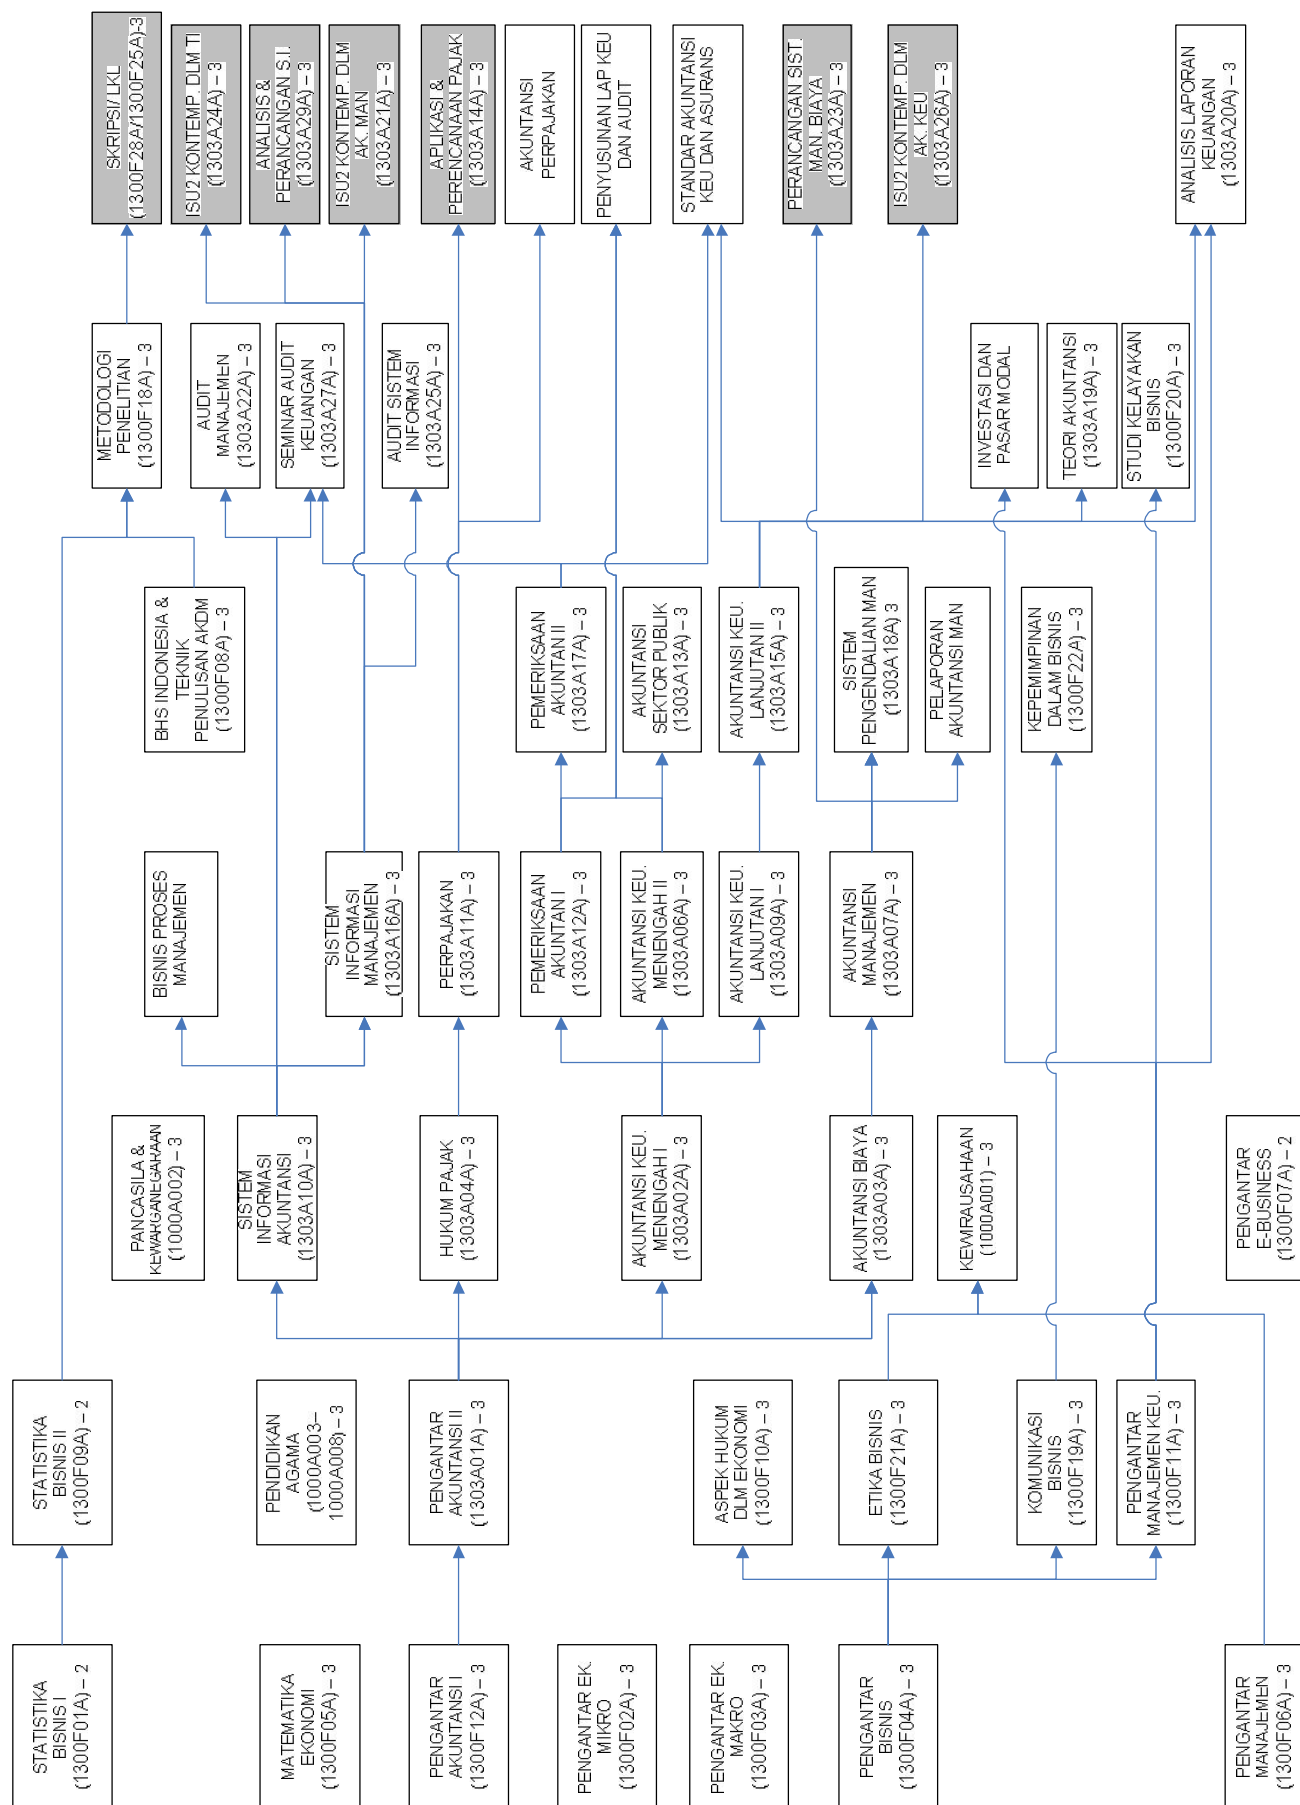 STATISTIKA
BISNIS I
(1300F01A) – 2
MATEMATIKA
EKONOMI
(1300F05A) – 3
PENGANTAR
AKUNTANSI I
(1300F12A) – 3
PENGANTAR EK.
MIKRO
(1300F02A) – 3
PENGANTAR EK.
MAKRO
(1300F03A) – 3
PENGANTAR
BISNIS
(1300F04A) – 3
PENGANTAR
MANAJEMEN
(1300F06A) – 3
STATISTIKA
BISNIS II
(1300F09A) – 2
PENDIDIKAN
AGAMA
(1000A003–
1000A008) – 3
PENGANTAR
AKUNTANSI II
(1303A01A) – 3
ASPEK HUKUM
DLM EKONOMI
(1300F10A) – 3
ETIKA BISNIS
(1300F21A) – 3
KOMUNIKASI
BISNIS
(1300F19A) – 3
PENGANTAR
MANAJEMEN KEU.
(1300F11A) – 3
PANCASILA &
KEWARGANEGARAAN
(1000A002) – 3
SISTEM
INFORMASI
AKUNTANSI
(1303A10A) – 3
HUKUM PAJAK
(1303A04A) – 3
AKUNTANSI KEU.
MENENGAH I
(1303A02A) – 3
AKUNTANSI BIAYA
(1303A03A) – 3
KEWIRAUSAHAAN
(1000A001) – 3
PENGANTAR
E-BUSINESS
(1300F07A) – 2
BISNIS PROSES
MANAJEMEN
SISTEM
INFORMASI
MANAJEMEN
(1303A16A) – 3
PERPAJAKAN
(1303A11A) – 3
PEMERIKSAAN
AKUNTAN I
(1303A12A) – 3
AKUNTANSI KEU.
MENENGAH II
(1303A06A) – 3
AKUNTANSI KEU.
LANJUTAN I
(1303A09A) – 3
AKUNTANSI
MANAJEMEN
(1303A07A) – 3
BHS INDONESIA &
TEKNIK
PENULISAN AKDM
(1300F08A) – 3
PEMERIKSAAN
AKUNTAN II
(1303A17A) – 3
AKUNTANSI
SEKTOR PUBLIK
(1303A13A) – 3
AKUNTANSI KEU.
LANJUTAN II
(1303A15A) – 3
SISTEM
PENGENDALIAN MAN
(1303A18A) 3
PELAPORAN
AKUNTANSI MAN
KEPEMIMPINAN
DALAM BISNIS
(1300F22A) – 3
METODOLOGI
PENELITIAN
(1300F18A) – 3
AUDIT
MANAJEMEN
(1303A22A) – 3
SEMINAR AUDIT
KEUANGAN
(1303A27A) – 3
AUDIT SISTEM
INFORMASI
(1303A25A) – 3
INVESTASI DAN
PASAR MODAL
TEORI AKUNTANSI
(1303A19A) – 3
STUDI KELAYAKAN
BISNIS
(1300F20A) – 3
SKRIPSI/ LKL
(1300F28A/1300F25A)-3
ISU2 KONTEMP. DLM TI
(1303A24A) – 3
ANALISIS &
PERANCANGAN S.I.
(1303A29A) – 3
ISU2 KONTEMP. DLM
AK. MAN
(1303A21A) – 3
APLIKASI &
PERENCANAAN PAJAK
(1303A14A) – 3
AKUNTANSI
PERPAJAKAN
PENYUSUNAN LAP KEU
DAN AUDIT
STANDAR AKUNTANSI
KEU DAN ASURANS
PERANCANGAN SIST.
MAN. BIAYA
(1303A23A) – 3
ISU2 KONTEMP. DLM
AK. KEU
(1303A26A) – 3
ANALISIS LAPORAN
KEUANGAN
(1303A20A) – 3